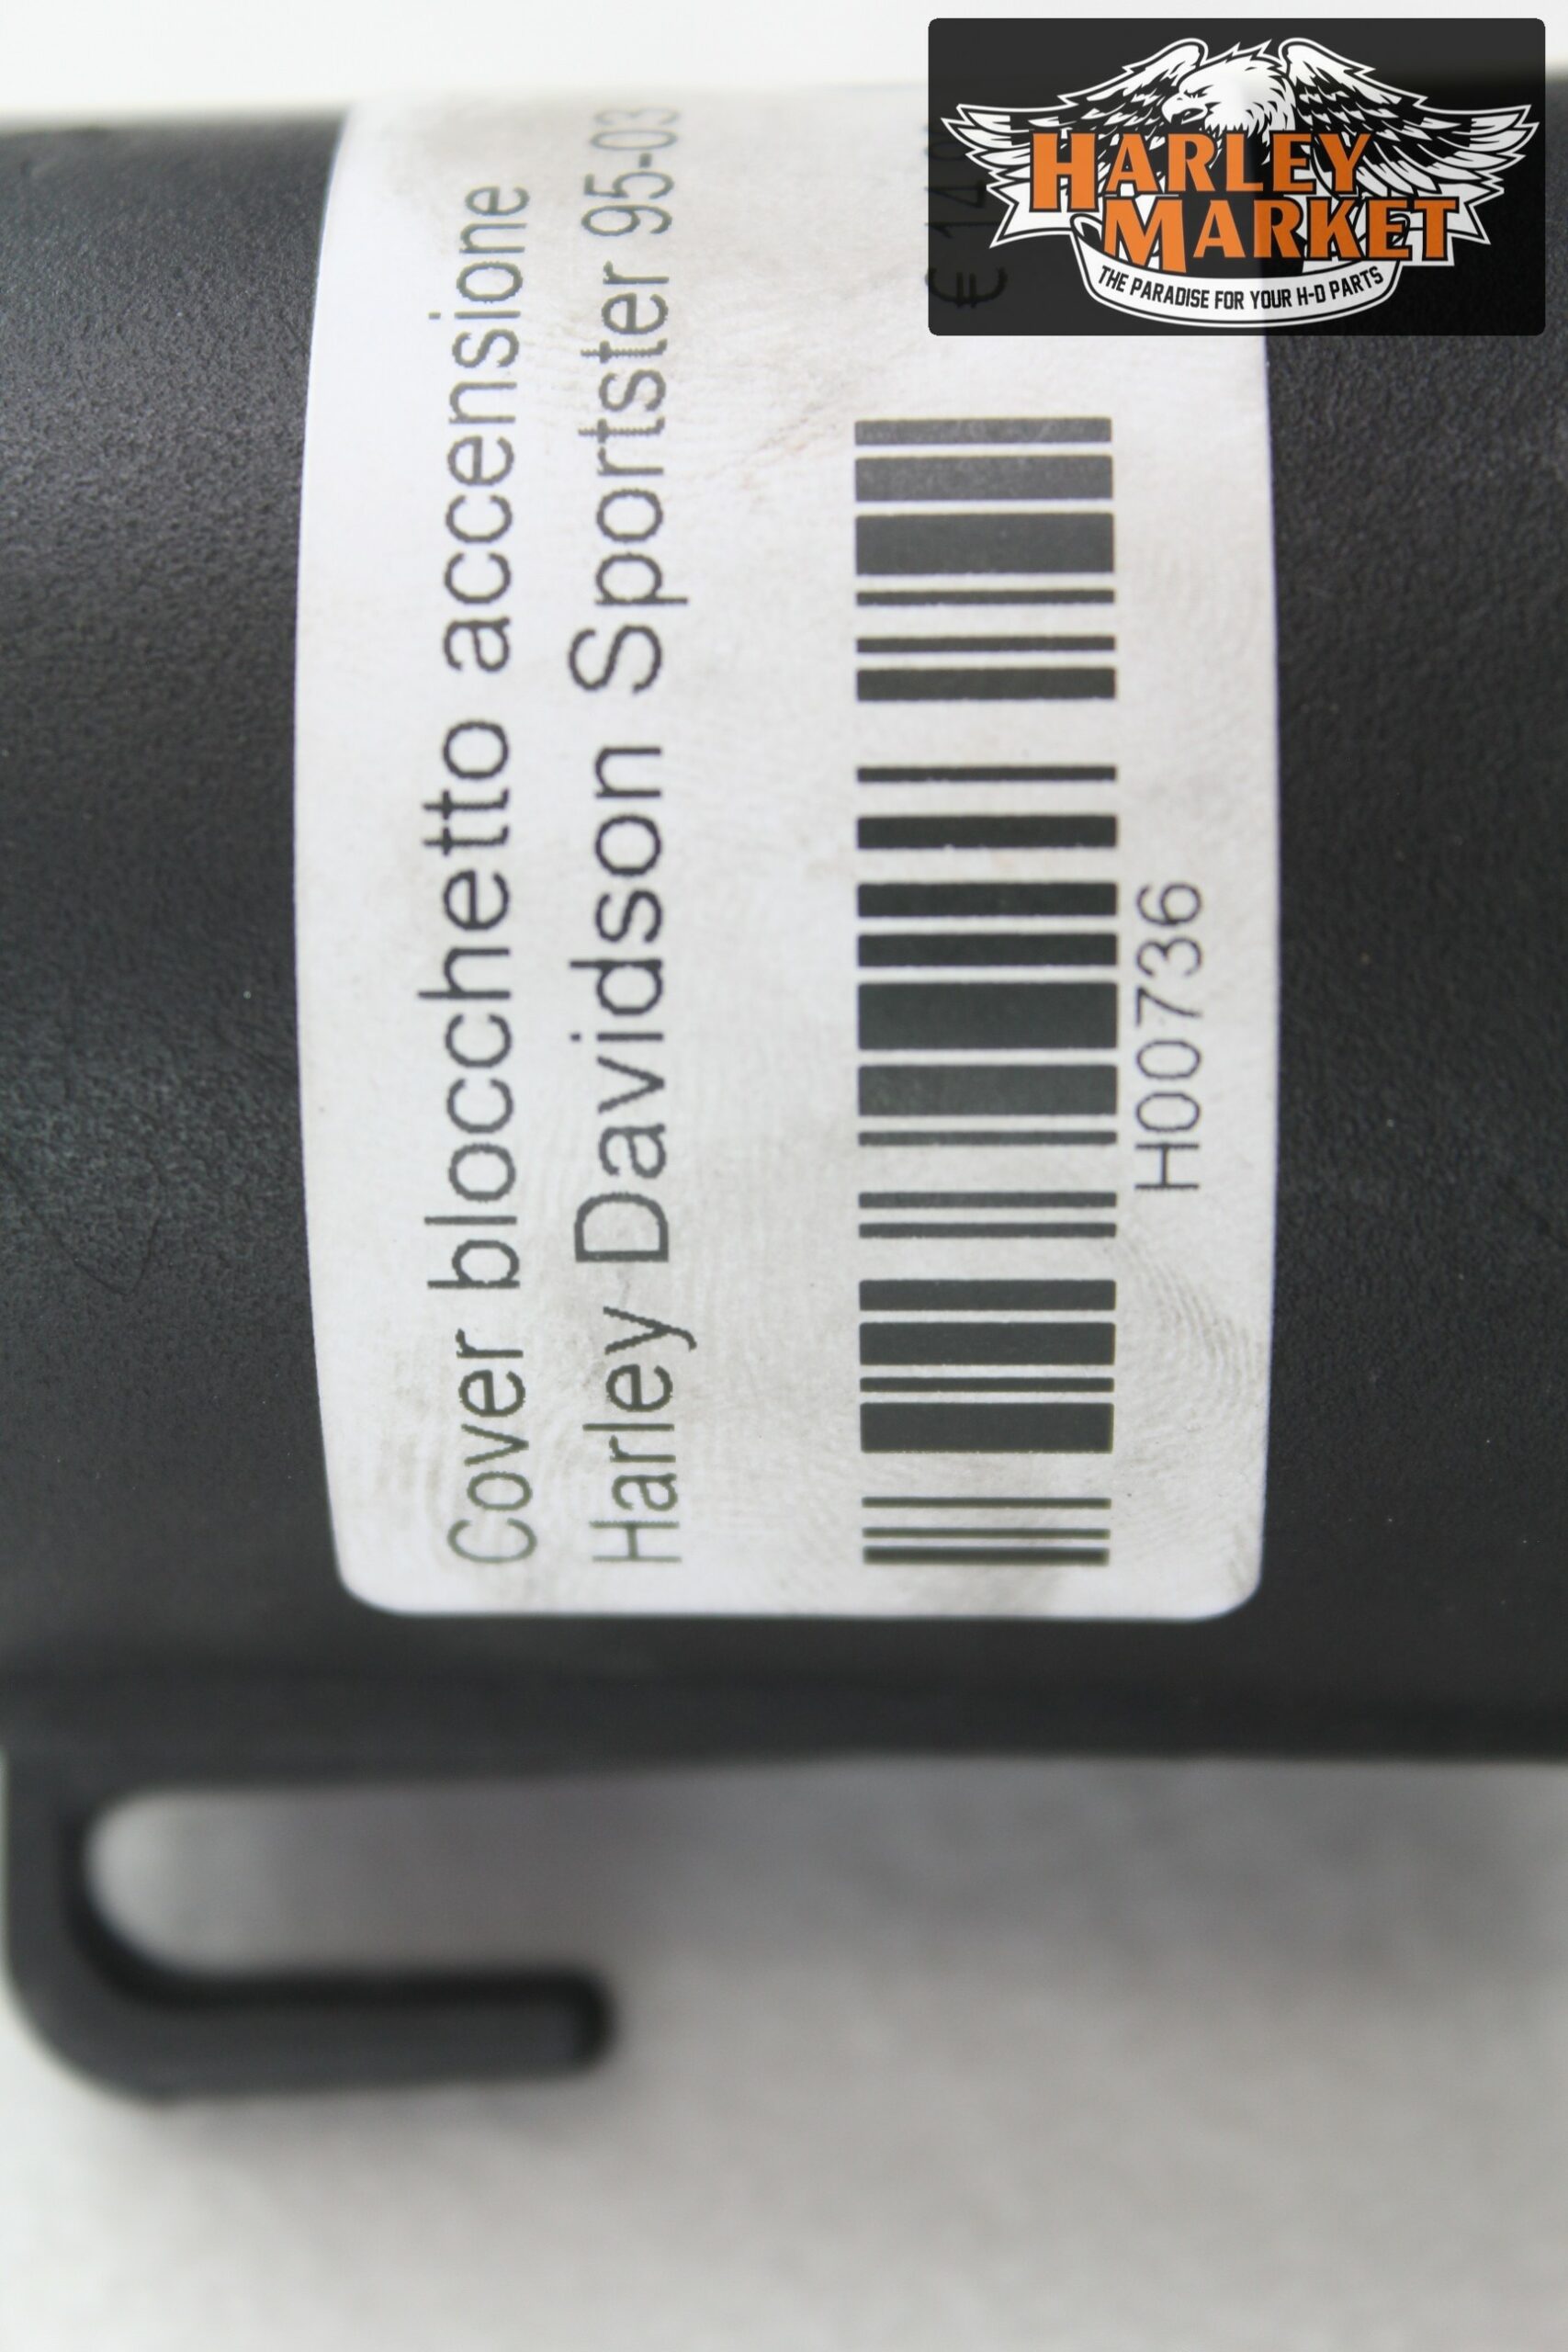 HARLEY
MARKET
THE PARADISE FOR YOUR H-D PARTS
Cover blocchetto accensione
Harley Davidson Sportster 95-03
H00736